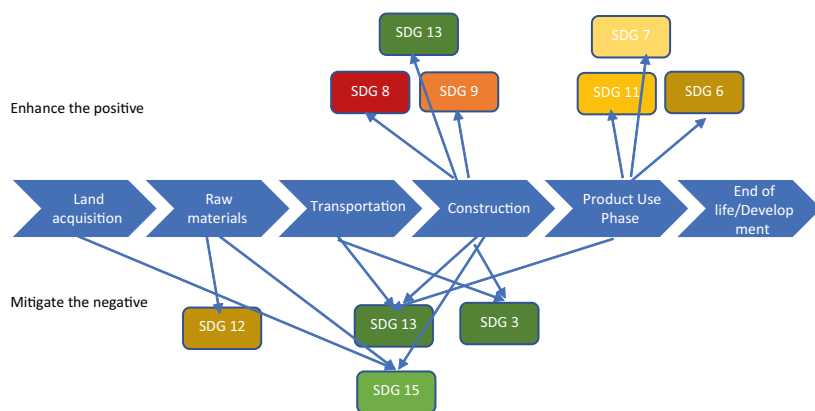 SDG 13
SDG 7
SDG 8
SDG 9
SDG 11
SDG 6
Enhance the positive
Land
acquisition
Raw
materials
Transportation
Construction
Product Use
Phase
End of
life/Develop
ment
Mitigate the negative
SDG 12
SDG 13
SDG 3
SDG 15